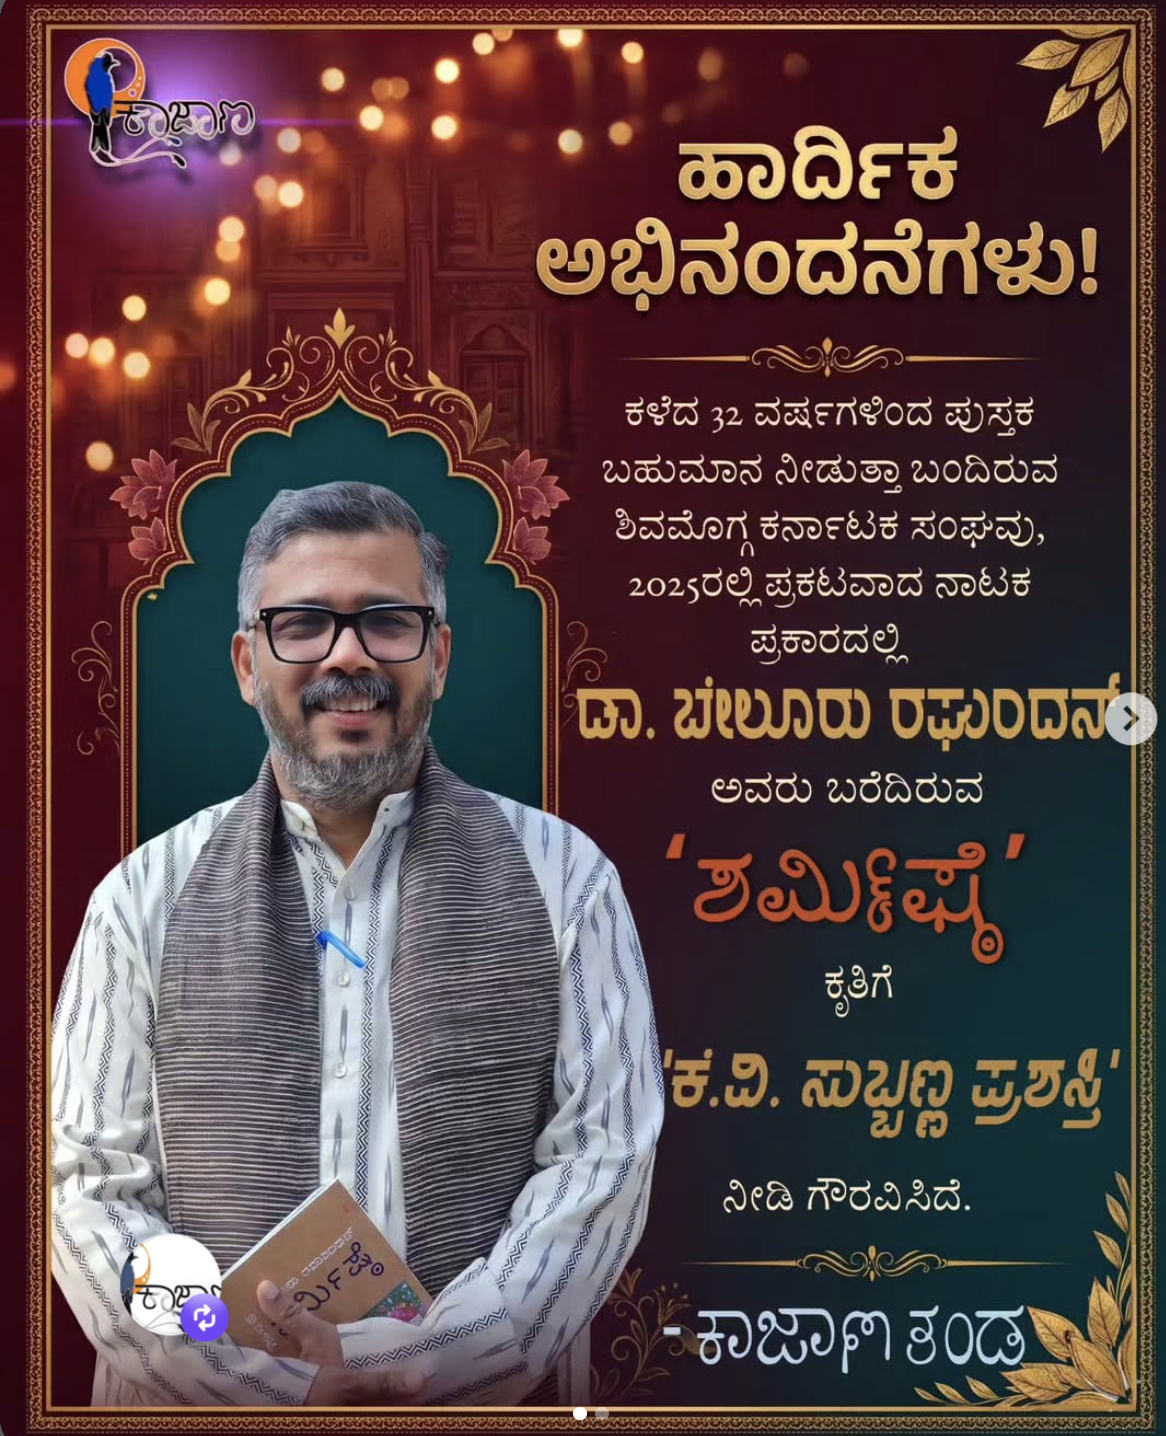 ಕಾಜಾಣ
ಹಾರ್ದಿಕ
ಅಭಿನಂದನೆಗಳು!
ಕಳೆದ 32 ವರ್ಷಗಳಿಂದ ಪುಸ್ತಕ
ಬಹುಮಾನ ನೀಡುತ್ತಾ ಬಂದಿರುವ
ಶಿವಮೊಗ್ಗ ಕರ್ನಾಟಕ ಸಂಘವು,
2025ರಲ್ಲಿ ಪ್ರಕಟವಾದ ನಾಟಕ
ಪ್ರಕಾರದಲ್ಲಿ
ಡಾ. ಬೇಲೂರು ರಘುಂದನ್
ಅವರು ಬರೆದಿರುವ
'ಶರ್ಮಿಷ್ಠೆ'
ಕೃತಿಗೆ
'ಕೆ.ವಿ. ಸುಬ್ಬಣ್ಣ ಪ್ರಶಸ್ತಿ'
ನೀಡಿ ಗೌರವಿಸಿದೆ.
- ಕಾಜಾಣ ತಂಡ